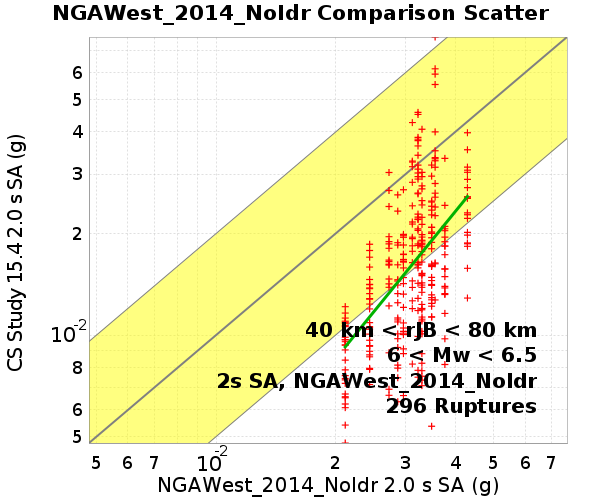 NGAWest_2014_NoIdr Comparison Scatter
CS Study 15.4 2.0 s SA (g)
6
5
4
3
2
10-2
8
7
6
5
40 km < rJB < 80 km
6 < Mw < 6.5
2s SA, NGAWest_2014_NoIdr
296 Ruptures
5 6 7 10-2 2 3 4 5 6 7
NGAWest_2014_NoIdr 2.0 s SA (g)